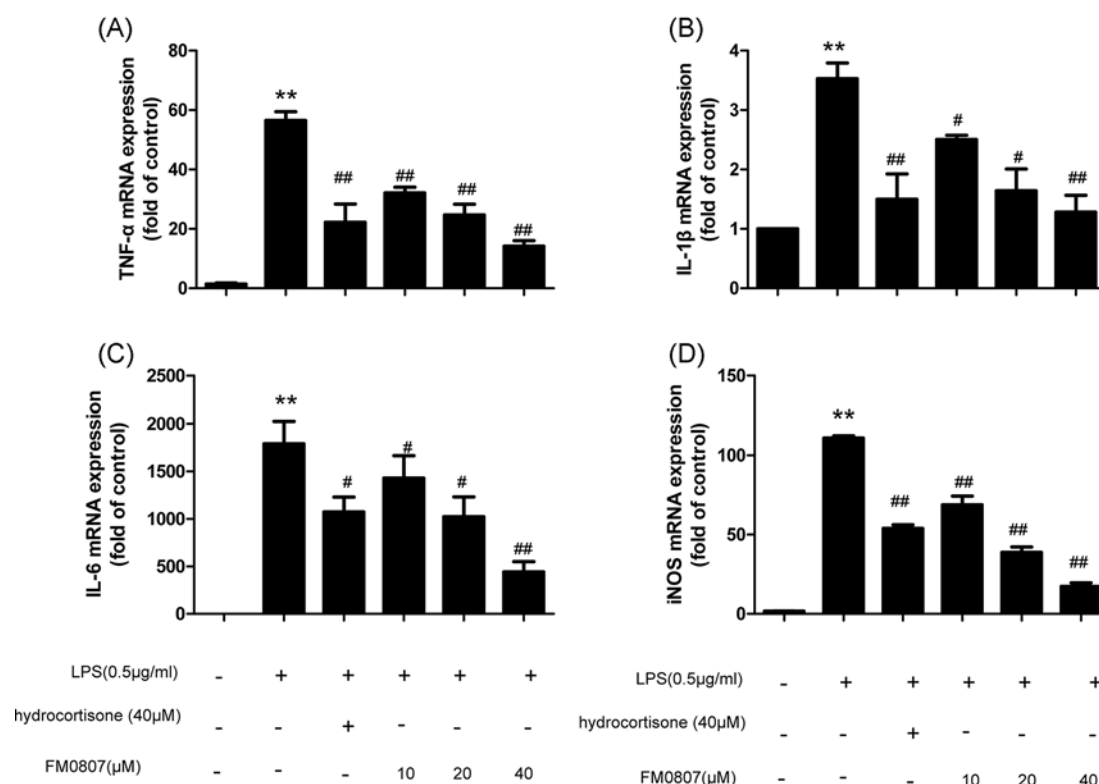 (A)
TNF-α mRNA expression
(fold of control)
80
60
40
20
0
**
##
##
##
##
(B)
IL-1β mRNA expression
(fold of control)
4
3
2
1
0
**
##
#
#
##
(C)
IL-6 mRNA expression
(fold of control)
2500
2000
1500
1000
500
0
**
#
#
#
##
(D)
iNOS mRNA expression
(fold of control)
150
100
50
0
**
##
##
##
##
LPS(0.5μg/ml) - + + + + +
hydrocortisone (40μM) - - + - - -
FM0807(μM) - - - 10 20 40
LPS(0.5μg/ml) - + + + + +
hydrocortisone (40μM) - - + - - -
FM0807(μM) - - - 10 20 40